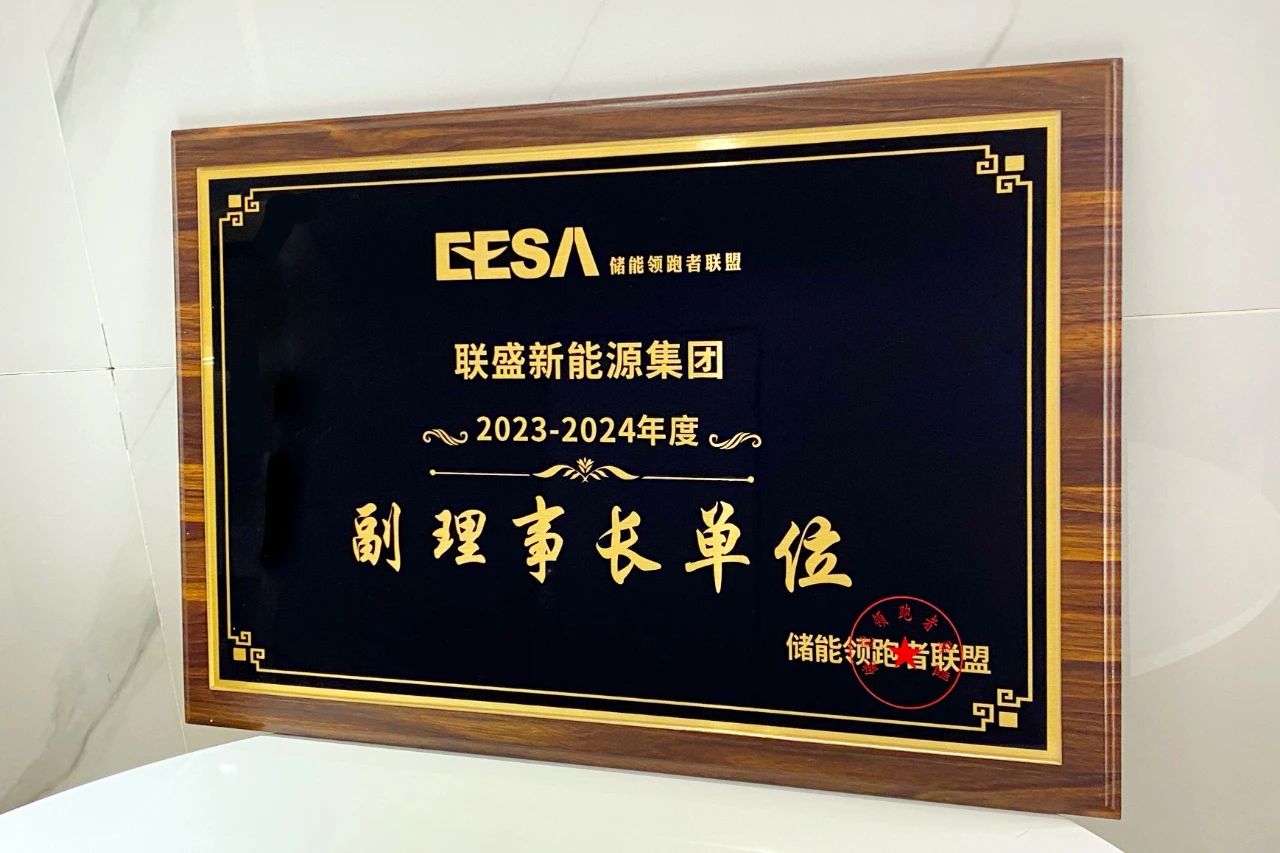 EESA 储能领跑者联盟
联盛新能源集团
2023-2024年度
副理事长单位
储能领跑者联盟